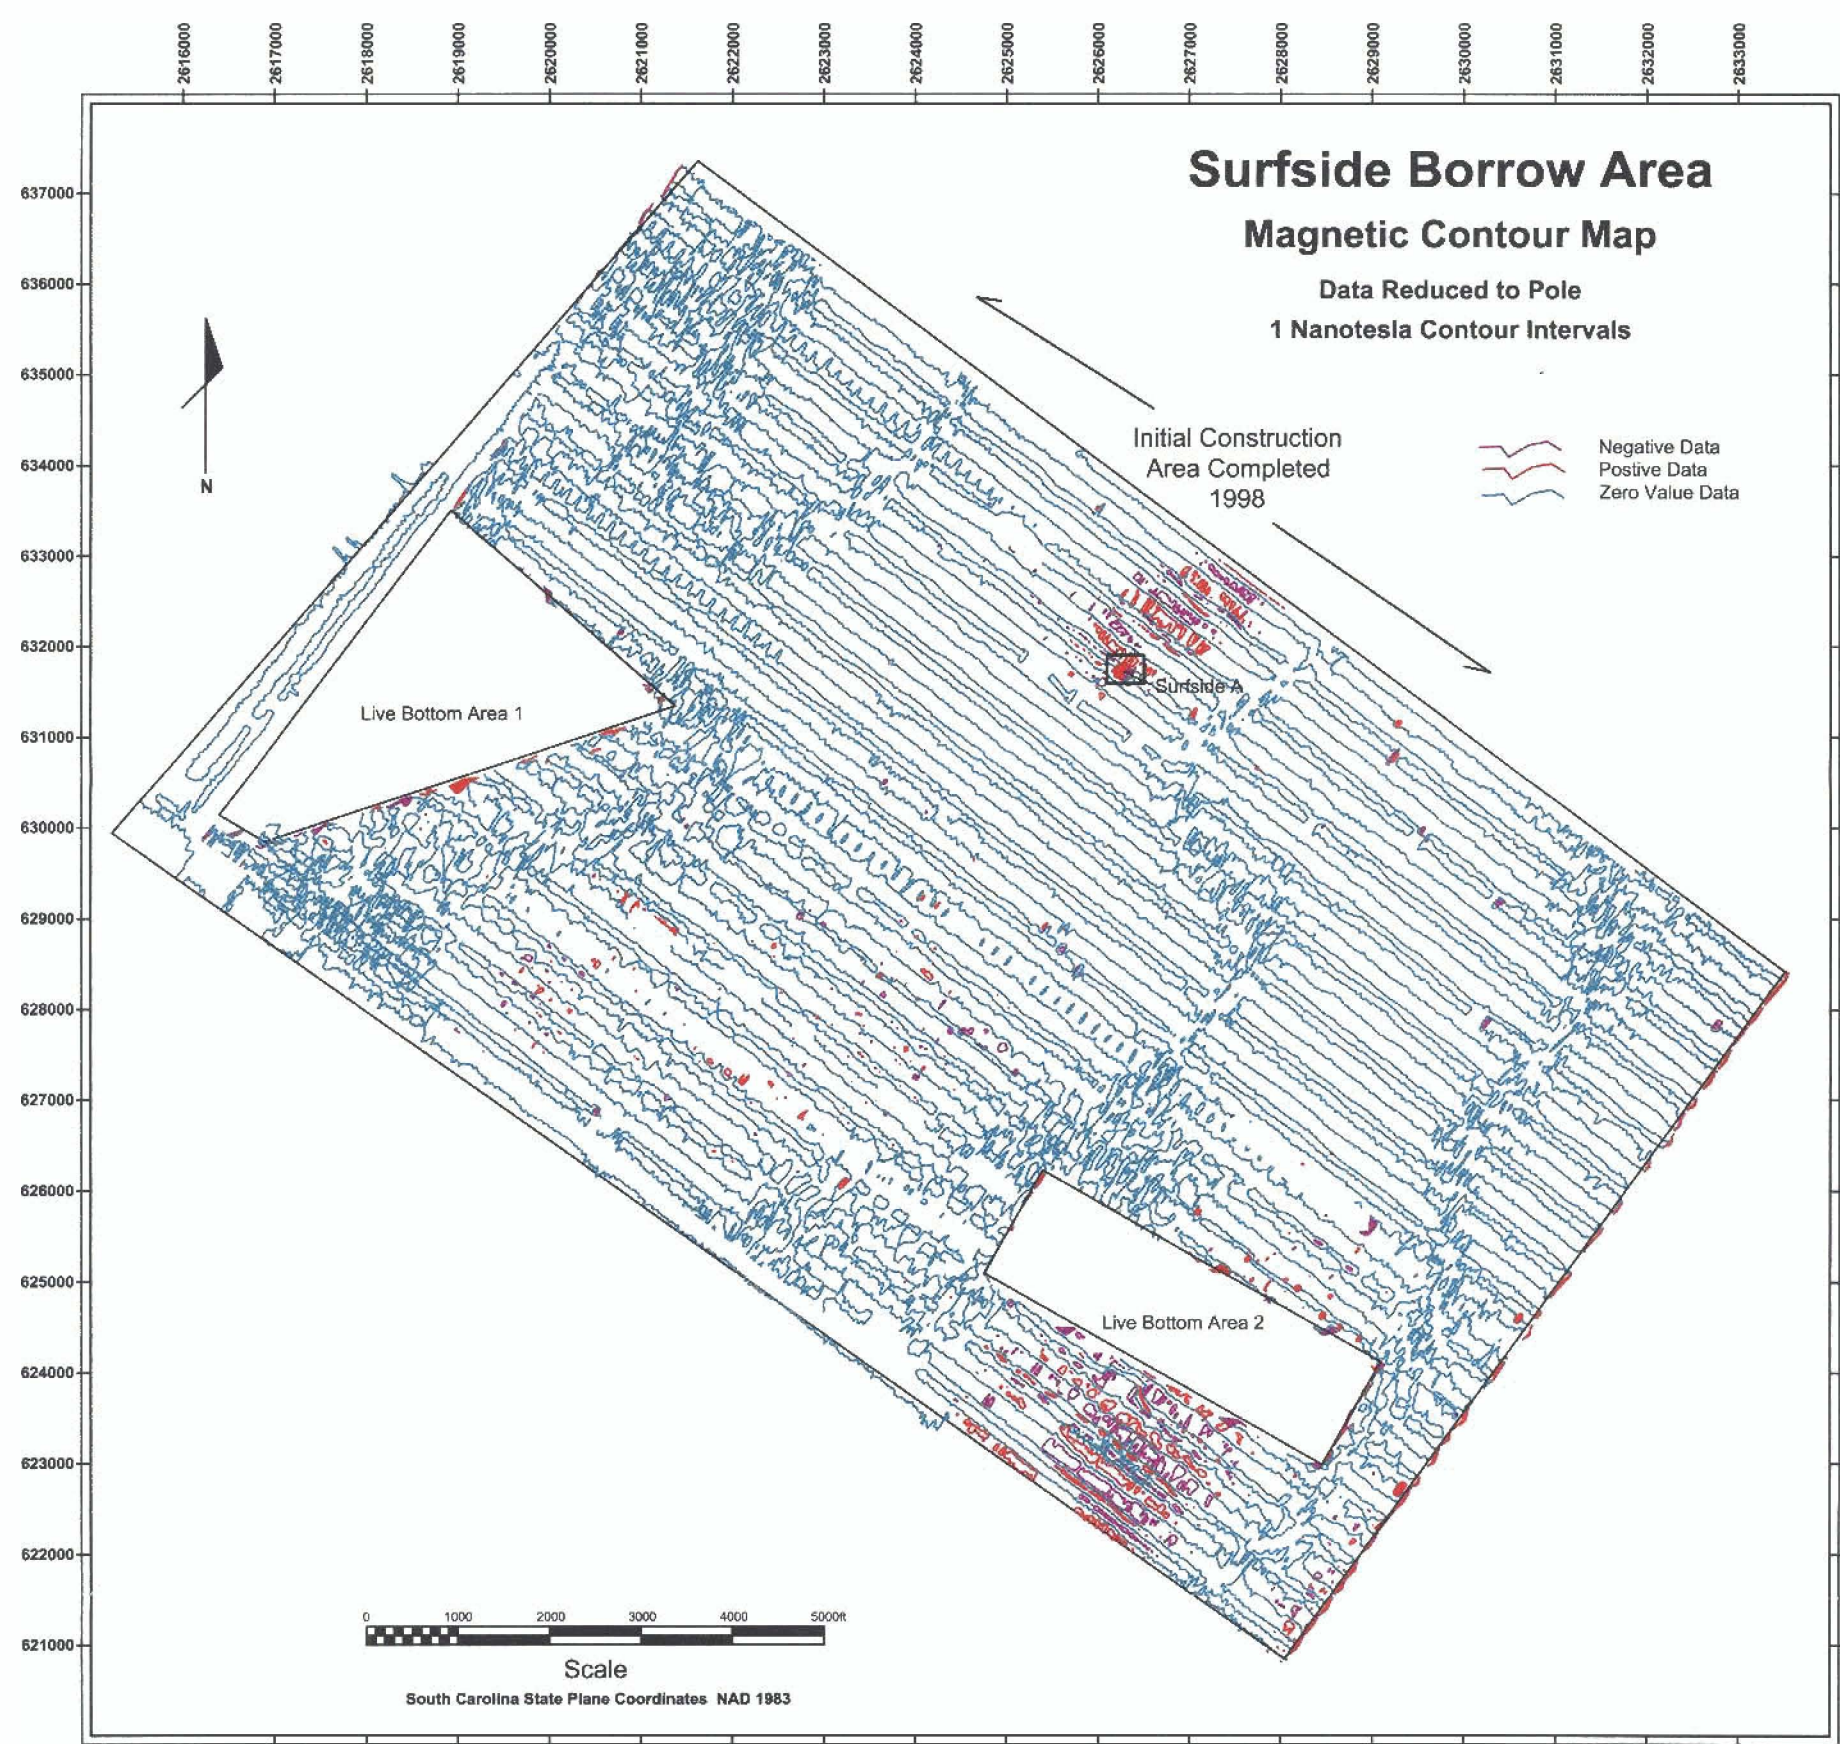 2616000
2617000
2618000
2619000
2620000
2621000
2622000
2623000
2624000
2625000
2626000
2627000
2628000
2629000
2630000
2631000
2632000
2633000
Surfside Borrow Area
Magnetic Contour Map
Data Reduced to Pole
1 Nanotesla Contour Intervals
Initial Construction
Area Completed
1998
Negative Data
Postive Data
Zero Value Data
N
637000
636000
635000
634000
633000
632000
631000
630000
629000
628000
627000
626000
625000
624000
623000
622000
621000
Surfside A
Live Bottom Area 1
Live Bottom Area 2
0 1000 2000 3000 4000 5000ft
Scale
South Carolina State Plane Coordinates NAD 1983